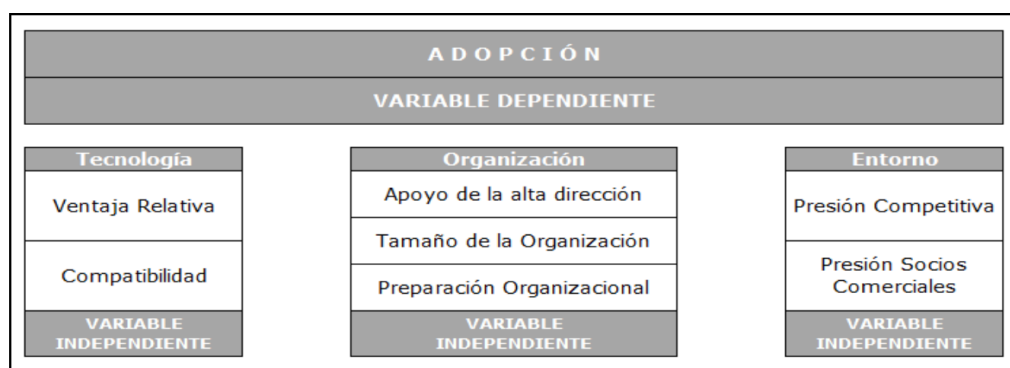 A D O P C I Ó N
VARIABLE DEPENDIENTE
Tecnología
Ventaja Relativa
Compatibilidad
VARIABLE
INDEPENDIENTE
Organización
Apoyo de la alta dirección
Tamaño de la Organización
Preparación Organizacional
VARIABLE
INDEPENDIENTE
Entorno
Presión Competitiva
Presión Socios
Comerciales
VARIABLE
INDEPENDIENTE